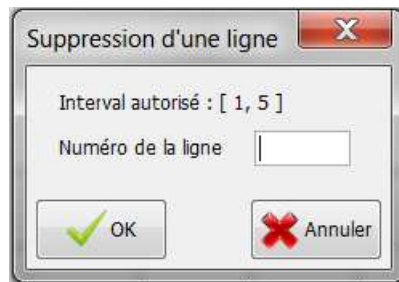 Suppression d'une ligne
Interval autorisé : [ 1, 5 ]
Numéro de la ligne
OK
Annuler